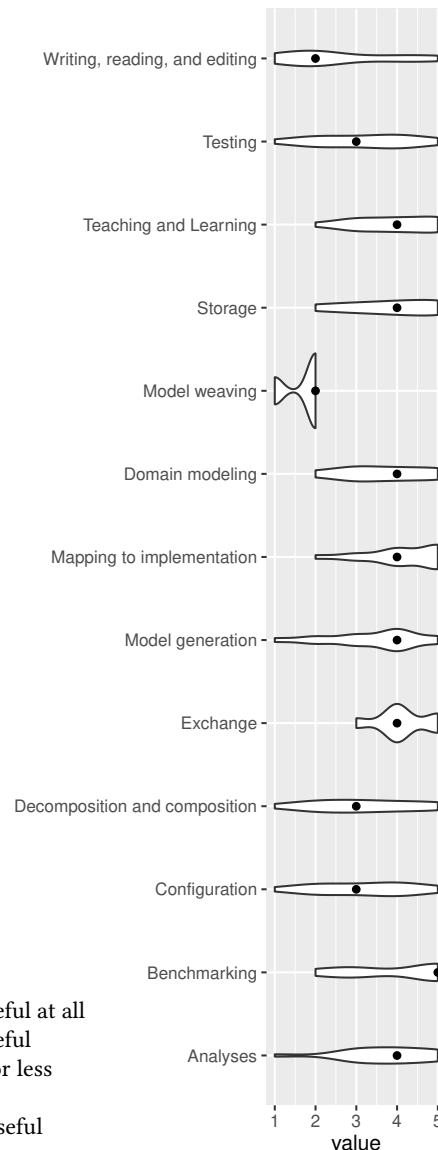 Writing, reading, and editing
Testing
Teaching and Learning
Storage
Model weaving
Domain modeling
Mapping to implementation
Model generation
Exchange
Decomposition and composition
Configuration
Benchmarking
Analyses
eful at all
eful
or less
seful
1 2 3 4 5
value